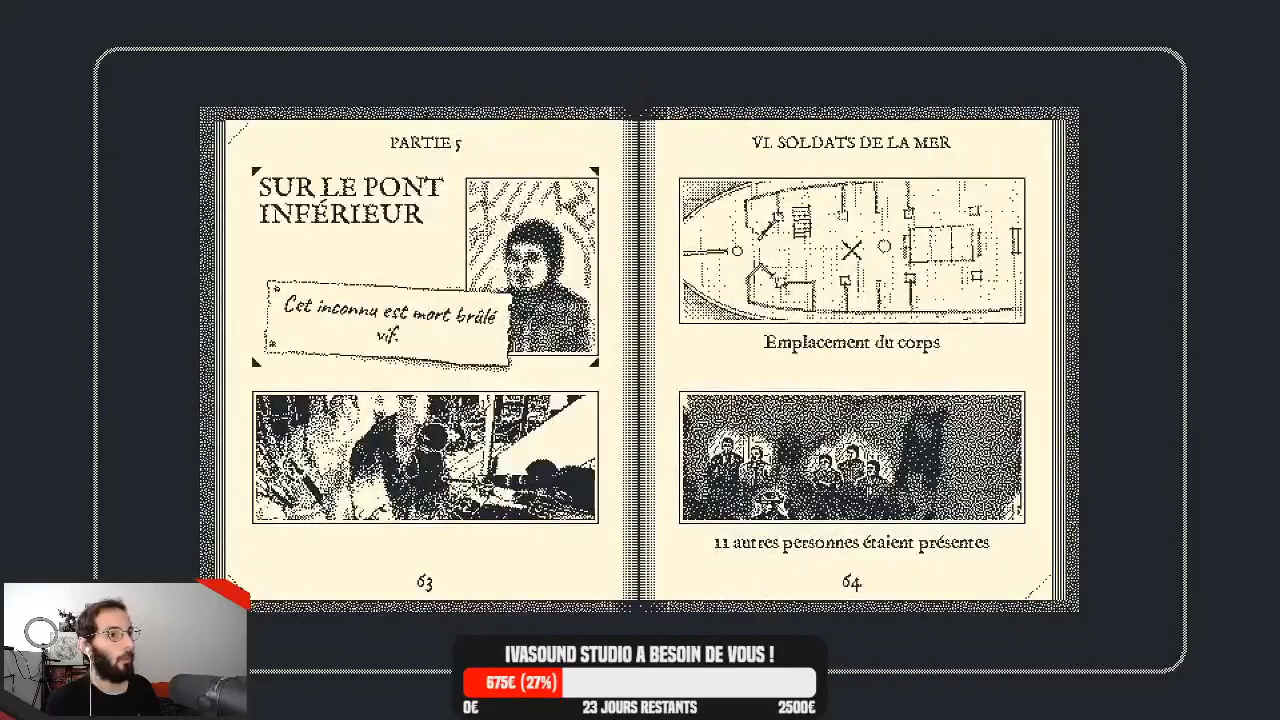 PARTIE 5
SUR LE PONT
INFÉRIEUR
Cet inconnu est mort brûlé
vif.
63
VI. SOLDATS DE LA MER
Emplacement du corps
11 autres personnes étaient présentes
64
IVASOUND STUDIO A BESOIN DE VOUS !
675€ (27%)
0€ 23 JOURS RESTANTS 2500€